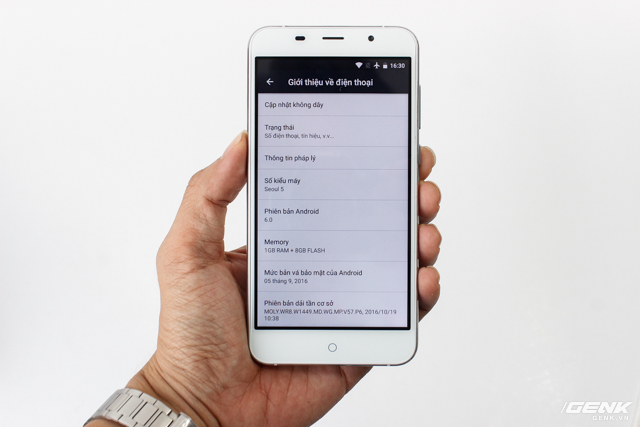 16:30
Giới thiệu về điện thoại
Cập nhật không dây
Trạng thái
Số điện thoại, tín hiệu, v.v...
Thông tin pháp lý
Số kiểu máy
Seoul 5
Phiên bản Android
6.0
Memory
1GB RAM + 8GB FLASH
Mức bản vá bảo mật của Android
05 tháng 9, 2016
Phiên bản dải tần cơ sở
MOLY.WR8.W1449.MD.WG.MP.V57.P6, 2016/10/19
10:38
GENK
GENK.VN